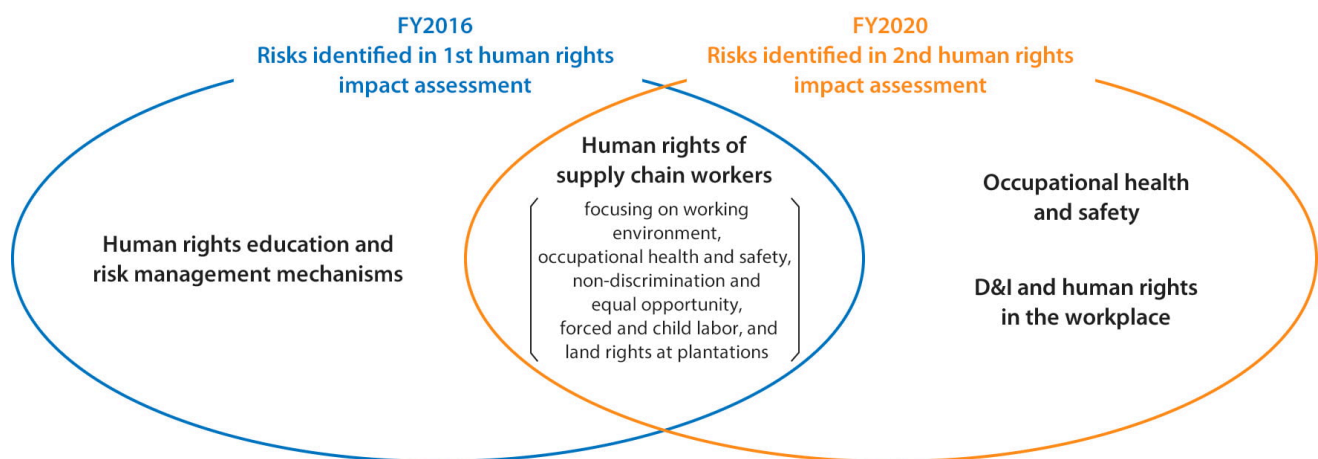 FY2016
Risks identified in 1st human rights
impact assessment
FY2020
Risks identified in 2nd human rights
impact assessment
Human rights education and
risk management mechanisms
Human rights of
supply chain workers
focusing on working
environment,
occupational health and safety,
non-discrimination and
equal opportunity,
forced and child labor, and
land rights at plantations
Occupational health
and safety
D&I and human rights
in the workplace